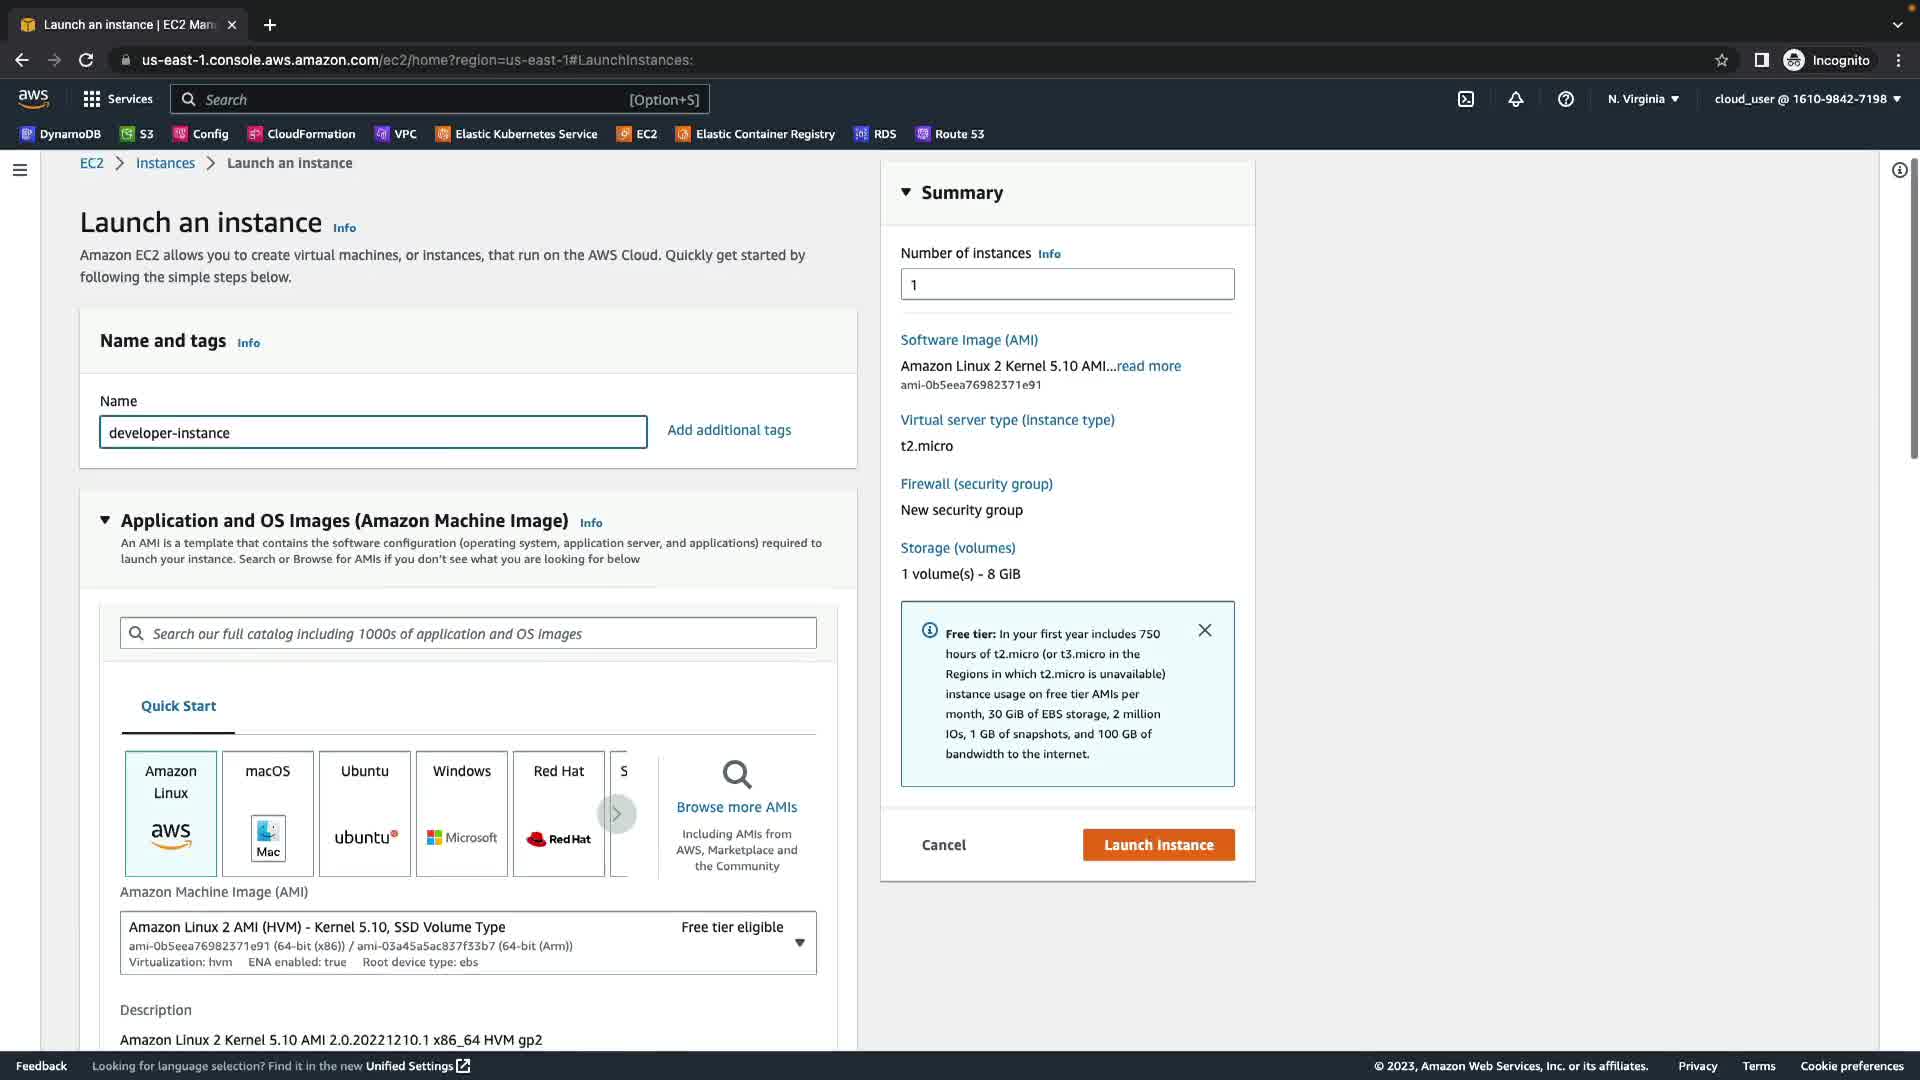 Launch an instance | EC2 Man
us-east-1.console.aws.amazon.com/ec2/home?region=us-east-1#LaunchInstances:
Incognito
aws
Services
Search
[Option+S]
N. Virginia
cloud_user @ 1610-9842-7198
DynamoDB
S3
Config
CloudFormation
VPC
Elastic Kubernetes Service
EC2
Elastic Container Registry
RDS
Route 53
EC2
Instances
Launch an instance
Launch an instance Info
Amazon EC2 allows you to create virtual machines, or instances, that run on the AWS Cloud. Quickly get started by
following the simple steps below.
Name and tags Info
Name
developer-instance
Add additional tags
Application and OS Images (Amazon Machine Image) Info
An AMI is a template that contains the software configuration (operating system, application server, and applications) required to
launch your instance. Search or Browse for AMIs if you don't see what you are looking for below
Search our full catalog including 1000s of application and OS images
Quick Start
Amazon
Linux
aws
macOS
Mac
Ubuntu
ubuntu
Windows
Microsoft
Red Hat
Red Hat
S
Browse more AMIs
Including AMIs from
AWS, Marketplace and
the Community
Amazon Machine Image (AMI)
Amazon Linux 2 AMI (HVM) - Kernel 5.10, SSD Volume Type
Free tier eligible
ami-0b5eea76982371e91 (64-bit (x86)) / ami-03a45a5ac837f33b7 (64-bit (Arm))
Virtualization: hvm ENA enabled: true Root device type: ebs
Description
Amazon Linux 2 Kernel 5.10 AMI 2.0.20221210.1 x86_64 HVM gp2
Summary
Number of instances Info
1
Software Image (AMI)
Amazon Linux 2 Kernel 5.10 AMI...read more
ami-0b5eea76982371e91
Virtual server type (instance type)
t2.micro
Firewall (security group)
New security group
Storage (volumes)
1 volume(s) - 8 GiB
Free tier: In your first year includes 750
hours of t2.micro (or t3.micro in the
Regions in which t2.micro is unavailable)
instance usage on free tier AMIs per
month, 30 GiB of EBS storage, 2 million
IOs, 1 GB of snapshots, and 100 GB of
bandwidth to the internet.
Cancel
Launch instance
Feedback
Looking for language selection? Find it in the new Unified Settings
© 2023, Amazon Web Services, Inc. or its affiliates.
Privacy
Terms
Cookie preferences